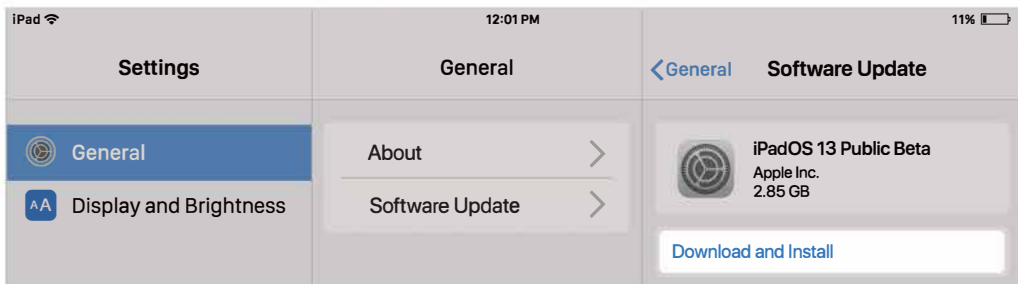 iPad 12:01 PM 11%
Settings General General Software Update
General About iPadOS 13 Public Beta
Apple Inc.
AA Display and Brightness Software Update 2.85 GB
Download and Install